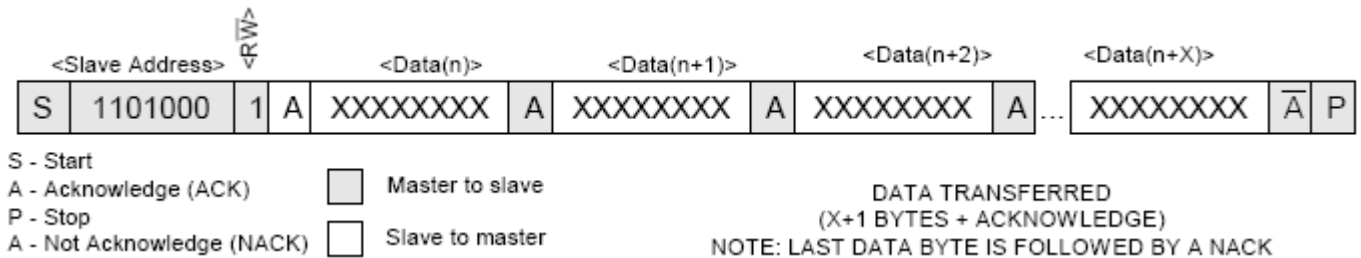 <RW̅>
<Slave Address> <Data(n)> <Data(n+1)> <Data(n+2)> <Data(n+X)>
S 1101000 1 A XXXXXXXX A XXXXXXXX A XXXXXXXX A ... XXXXXXXX A̅ P
S - Start
A - Acknowledge (ACK)
P - Stop
A - Not Acknowledge (NACK)
Master to slave
Slave to master
DATA TRANSFERRED
(X+1 BYTES + ACKNOWLEDGE)
NOTE: LAST DATA BYTE IS FOLLOWED BY A NACK